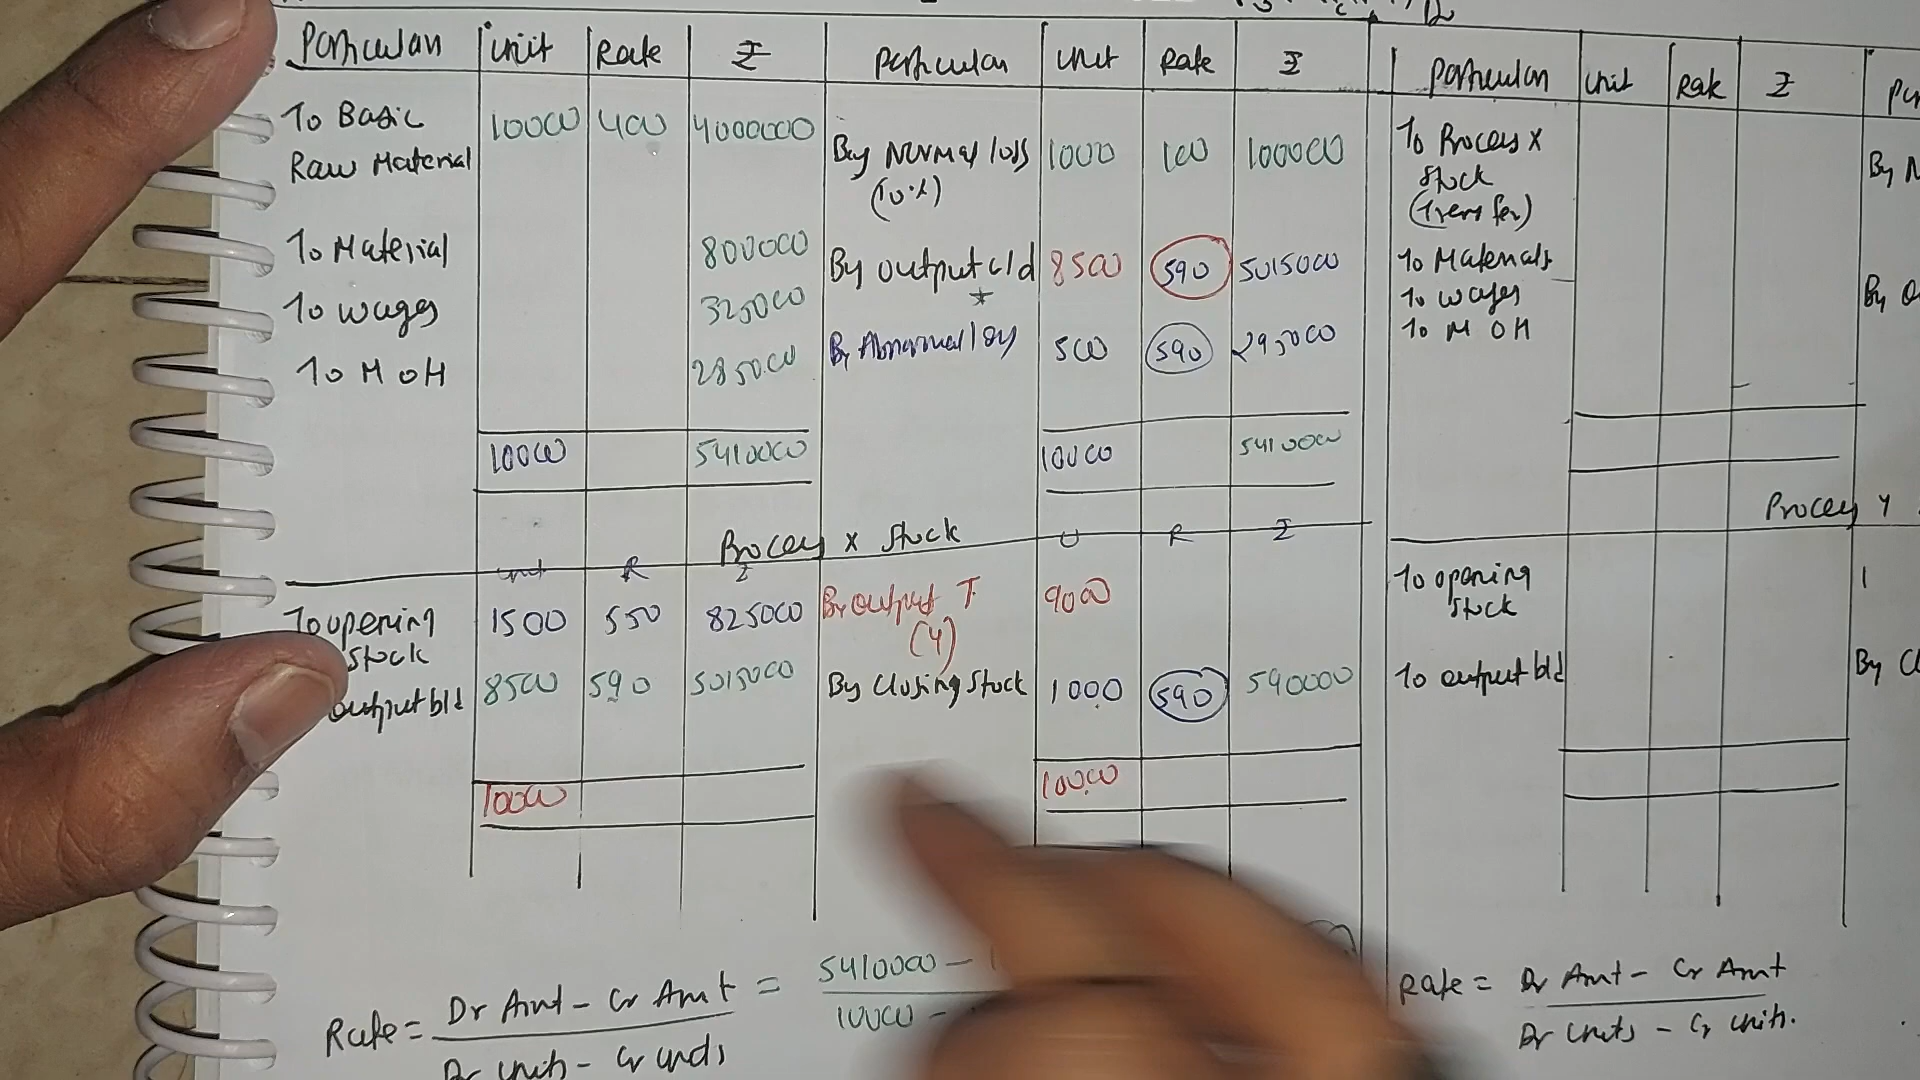 Particular unit Rate ₹ Particular Unit Rate ₹
To Basic Raw Material 10000 400 4000000 By Normal loss (10%) 1000 100 100000
To Material 800000 By output c/d 8500 590 5015000
*
To wages 325000 By Abnormal loss 500 590 295000
To MOH 285000
10000 5410000 10000 5410000
Process X Stock
unit R ₹ U R ₹
To opening stock 1500 550 825000 By output T (Y) 9000
output b/d 8500 590 5015000 By Closing Stock 1000 590 590000
10000 10000
Rate = Dr Amt - Cr Amt =
Dr units - Cr units
5410000 -
10000 -
Particular Unit Rate ₹
To Process X
Stock
(Transfer)
By N
To Materials
To wages
By O
To M OH
Process Y
To opening
Stock
To output b/d
By Cl
Rate = Dr Amt - Cr Amt
Dr Units - Cr Units.